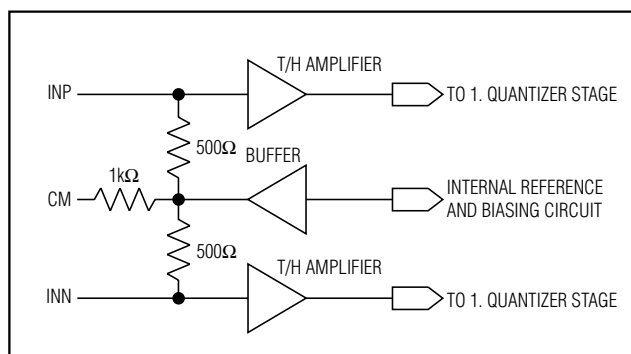 T/H AMPLIFIER
INP
TO 1. QUANTIZER STAGE
500Ω
BUFFER
1kΩ
CM
INTERNAL REFERENCE
AND BIASING CIRCUIT
500Ω
T/H AMPLIFIER
INN
TO 1. QUANTIZER STAGE